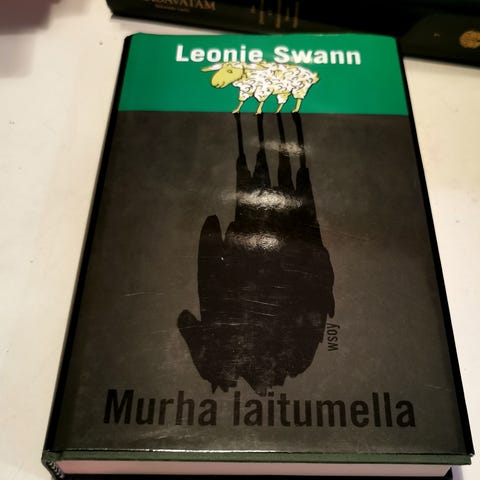 Leonie Swann
wsoy
Murha laitumella